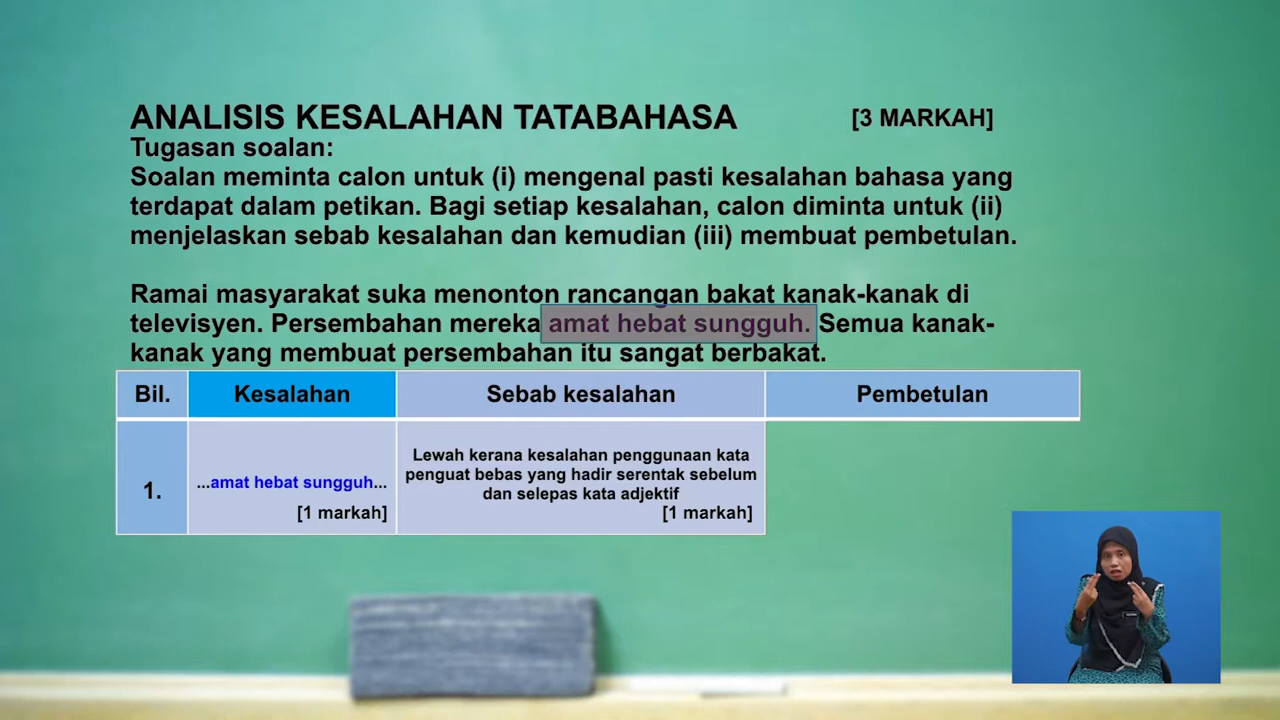 ANALISIS KESALAHAN TATABAHASA [3 MARKAH]
Tugasan soalan:
Soalan meminta calon untuk (i) mengenal pasti kesalahan bahasa yang
terdapat dalam petikan. Bagi setiap kesalahan, calon diminta untuk (ii)
menjelaskan sebab kesalahan dan kemudian (iii) membuat pembetulan.
Ramai masyarakat suka menonton rancangan bakat kanak-kanak di
televisyen. Persembahan mereka amat hebat sungguh. Semua kanak-
kanak yang membuat persembahan itu sangat berbakat.
Bil. Kesalahan Sebab kesalahan Pembetulan
1.
...amat hebat sungguh...
[1 markah]
Lewah kerana kesalahan penggunaan kata
penguat bebas yang hadir serentak sebelum
dan selepas kata adjektif
[1 markah]